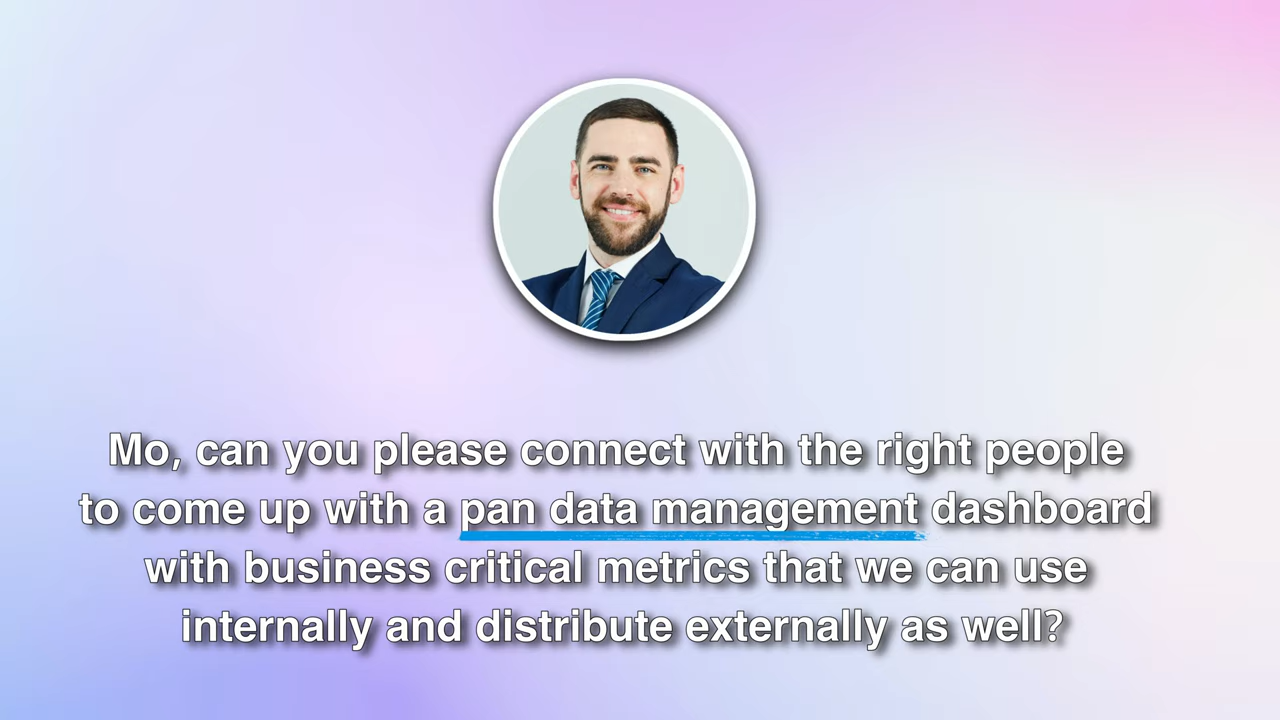 Mo, can you please connect with the right people
to come up with a pan data management dashboard
with business critical metrics that we can use
internally and distribute externally as well?